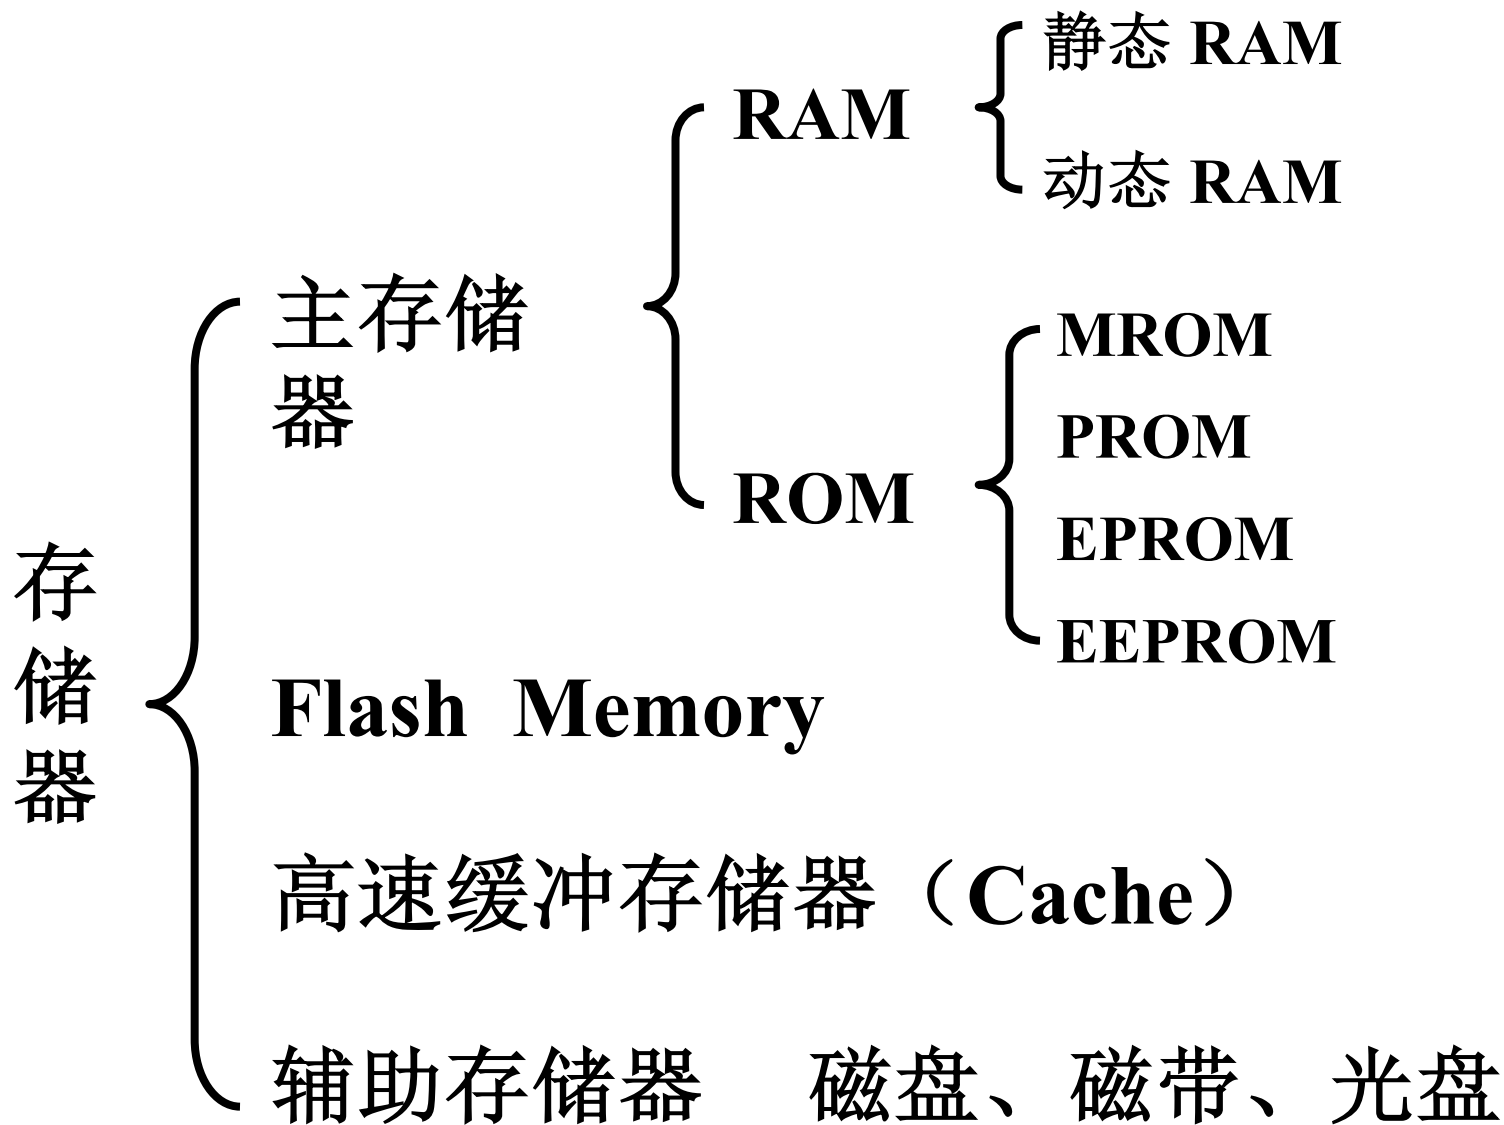 存
储
器
主存储
器
RAM
静态 RAM
动态 RAM
ROM
MROM
PROM
EPROM
EEPROM
Flash Memory
高速缓冲存储器（Cache）
辅助存储器 磁盘、磁带、光盘